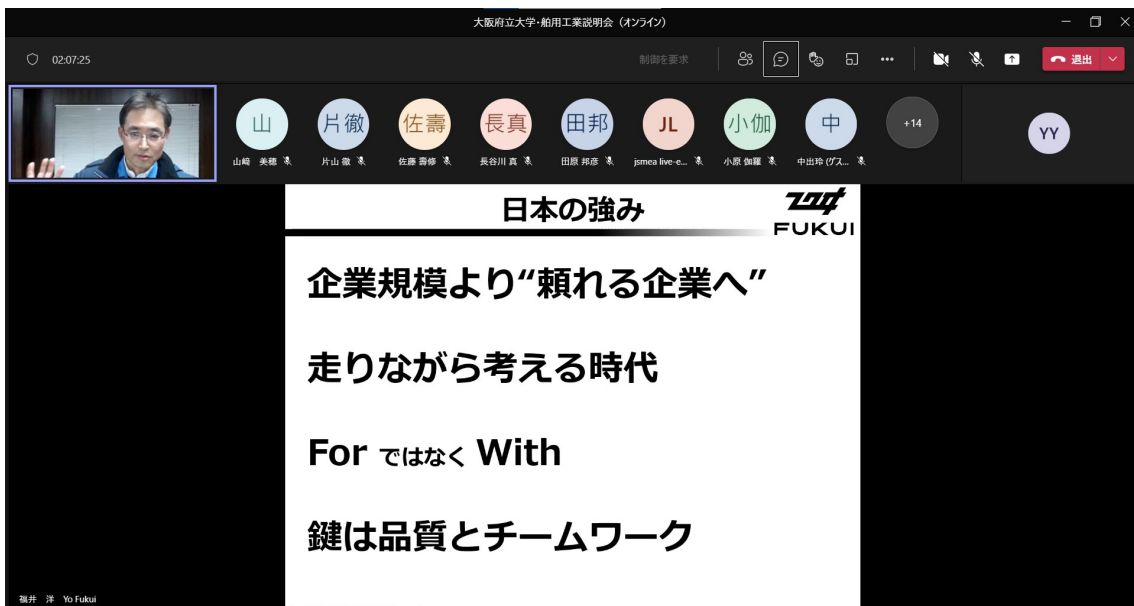 大阪府立大学・舶用工業説明会（オンライン）
02:07:25
制御を要求
退出
山
片徹
佐壽
長真
田邦
JL
小伽
中
+14
YY
山﨑 美穂
片山 徹
佐藤 壽修
長谷川 真
田原 邦彦
jsmea live-e...
小原 伽羅
中出玲 (ゲス...
日本の強み
FUKUI
企業規模より“頼れる企業へ”
走りながら考える時代
For ではなく With
鍵は品質とチームワーク
福井 洋 Yo Fukui